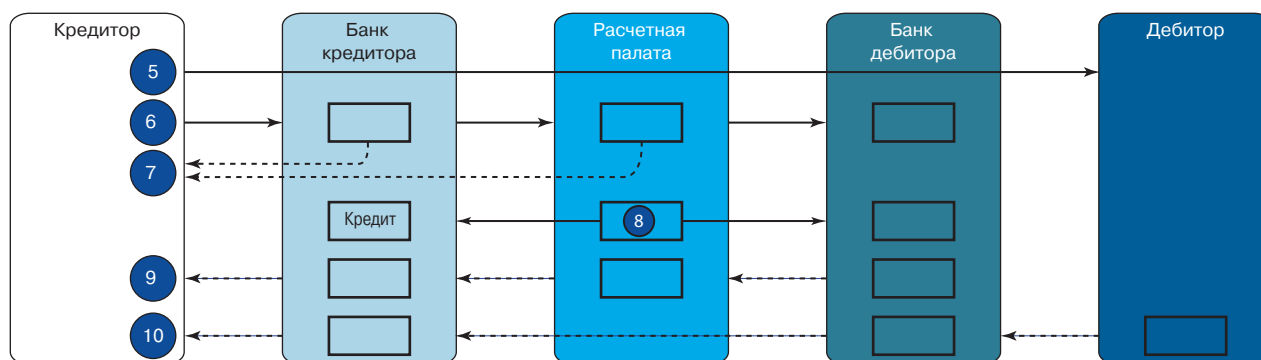 Кредитор
Банк
кредитора
Расчетная
палата
Банк
дебитора
Дебитор
5
6
7
Кредит
8
9
10